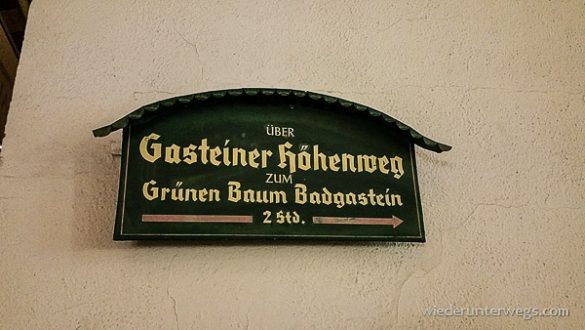 ÜBER
Gasteiner Höhenweg
ZUM
Grünen Baum Badgastein
2 Std.
wiederunterwegs.com